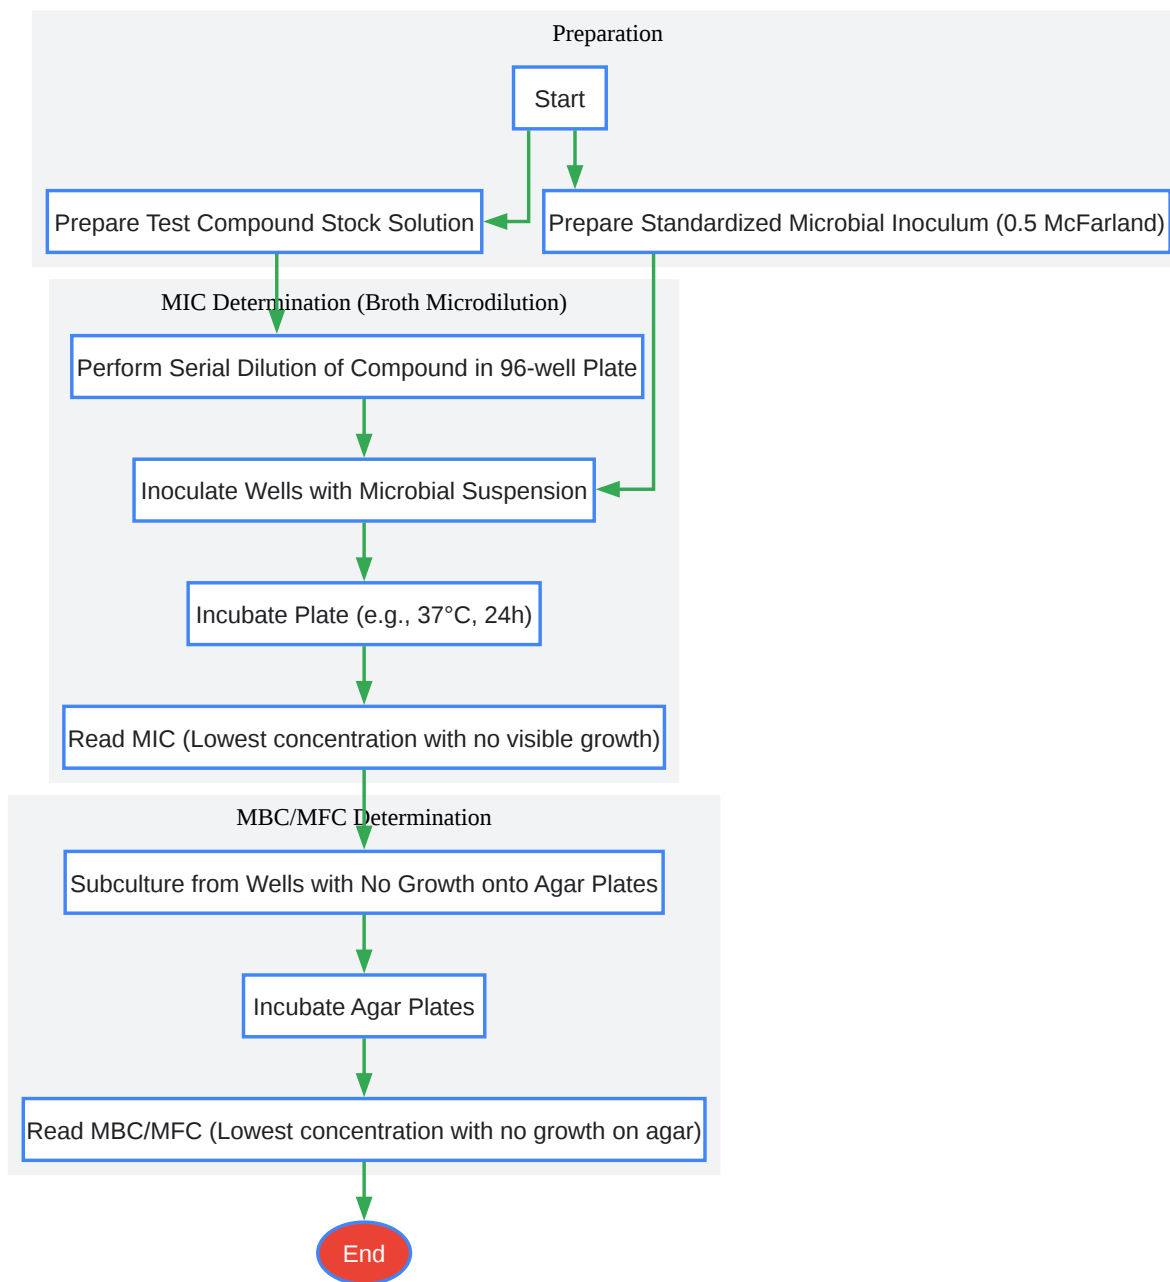 Preparation
Start
Prepare Test Compound Stock Solution
Prepare Standardized Microbial Inoculum (0.5 McFarland)
MIC Determination (Broth Microdilution)
Perform Serial Dilution of Compound in 96-well Plate
Inoculate Wells with Microbial Suspension
Incubate Plate (e.g., 37°C, 24h)
Read MIC (Lowest concentration with no visible growth)
MBC/MFC Determination
Subculture from Wells with No Growth onto Agar Plates
Incubate Agar Plates
Read MBC/MFC (Lowest concentration with no growth on agar)
End